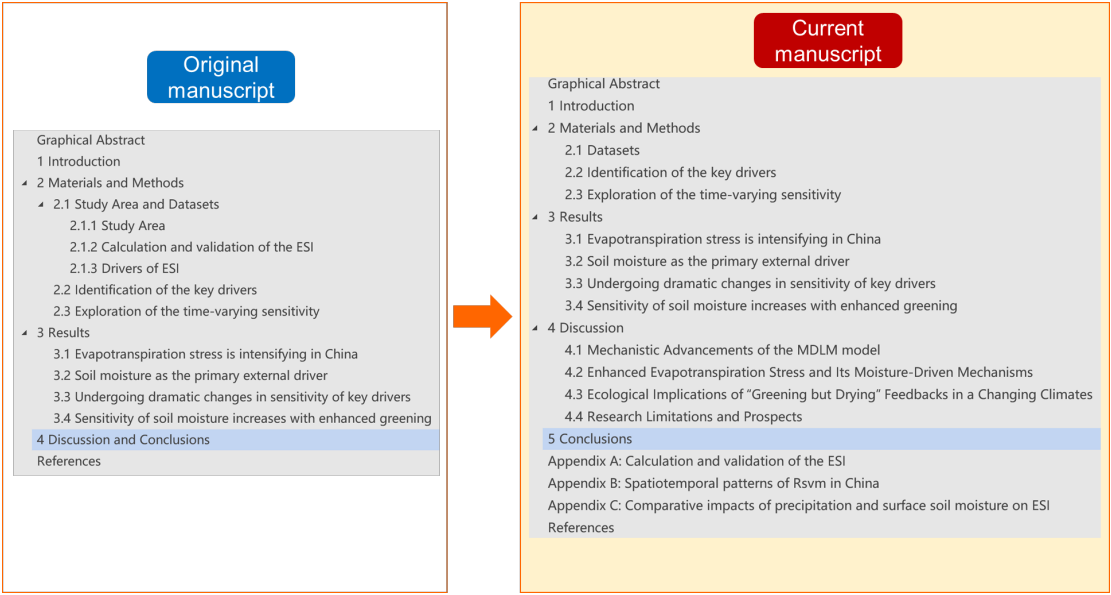 Original
manuscript
Graphical Abstract
1 Introduction
2 Materials and Methods
2.1 Study Area and Datasets
2.1.1 Study Area
2.1.2 Calculation and validation of the ESI
2.1.3 Drivers of ESI
2.2 Identification of the key drivers
2.3 Exploration of the time-varying sensitivity
3 Results
3.1 Evapotranspiration stress is intensifying in China
3.2 Soil moisture as the primary external driver
3.3 Undergoing dramatic changes in sensitivity of key drivers
3.4 Sensitivity of soil moisture increases with enhanced greening
4 Discussion and Conclusions
References
Current
manuscript
Graphical Abstract
1 Introduction
2 Materials and Methods
2.1 Datasets
2.2 Identification of the key drivers
2.3 Exploration of the time-varying sensitivity
3 Results
3.1 Evapotranspiration stress is intensifying in China
3.2 Soil moisture as the primary external driver
3.3 Undergoing dramatic changes in sensitivity of key drivers
3.4 Sensitivity of soil moisture increases with enhanced greening
4 Discussion
4.1 Mechanistic Advancements of the MDLM model
4.2 Enhanced Evapotranspiration Stress and Its Moisture-Driven Mechanisms
4.3 Ecological Implications of “Greening but Drying” Feedbacks in a Changing Climates
4.4 Research Limitations and Prospects
5 Conclusions
Appendix A: Calculation and validation of the ESI
Appendix B: Spatiotemporal patterns of Rsvm in China
Appendix C: Comparative impacts of precipitation and surface soil moisture on ESI
References